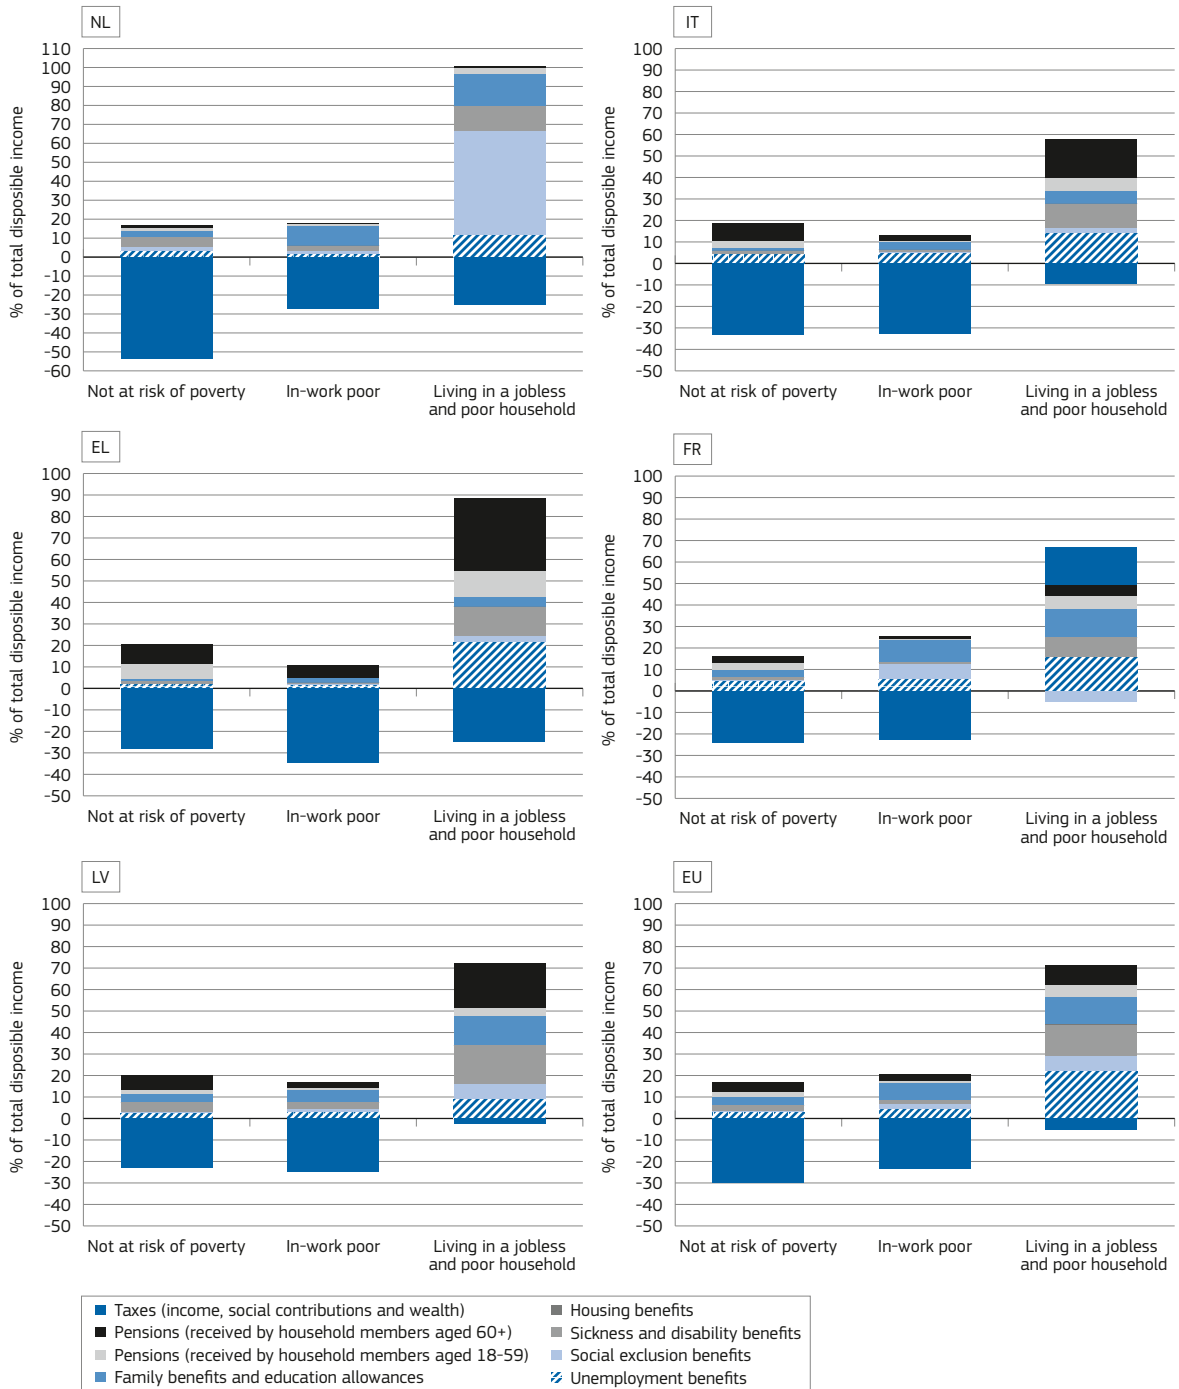 NL
% of total disposible income
110
100
90
80
70
60
50
40
30
20
10
0
-10
-20
-30
-40
-50
-60
Not at risk of poverty
In-work poor
Living in a jobless
and poor household
IT
% of total disposible income
100
90
80
70
60
50
40
30
20
10
0
-10
-20
-30
-40
-50
Not at risk of poverty
In-work poor
Living in a jobless
and poor household
EL
% of total disposible income
100
90
80
70
60
50
40
30
20
10
0
-10
-20
-30
-40
-50
Not at risk of poverty
In-work poor
Living in a jobless
and poor household
FR
% of total disposible income
100
90
80
70
60
50
40
30
20
10
0
-10
-20
-30
-40
-50
Not at risk of poverty
In-work poor
Living in a jobless
and poor household
LV
% of total disposible income
100
90
80
70
60
50
40
30
20
10
0
-10
-20
-30
-40
-50
Not at risk of poverty
In-work poor
Living in a jobless
and poor household
EU
% of total disposible income
100
90
80
70
60
50
40
30
20
10
0
-10
-20
-30
-40
-50
Not at risk of poverty
In-work poor
Living in a jobless
and poor household
Taxes (income, social contributions and wealth)
Pensions (received by household members aged 60+)
Pensions (received by household members aged 18-59)
Family benefits and education allowances
Housing benefits
Sickness and disability benefits
Social exclusion benefits
Unemployment benefits